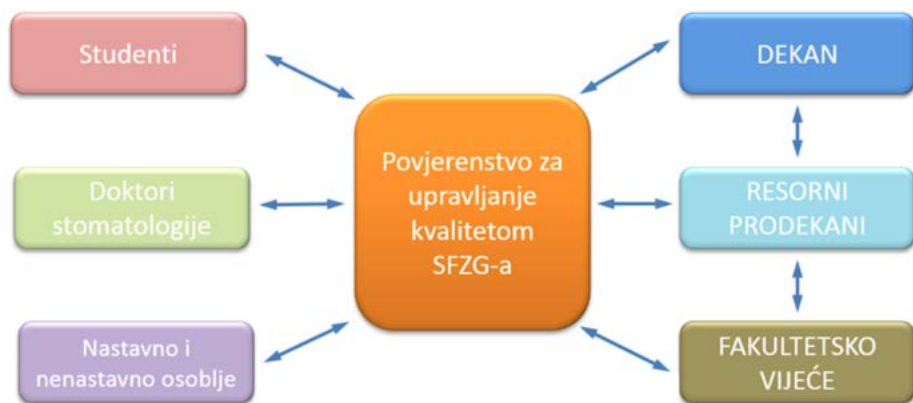 Studenti
Doktori
stomatologije
Nastavno i
nenastavno osoblje
Povjerenstvo za
upravljanje
kvalitetom
SFZG-a
DEKAN
RESORNI
PRODEKANI
FAKULTETSKO
VIJEĆE